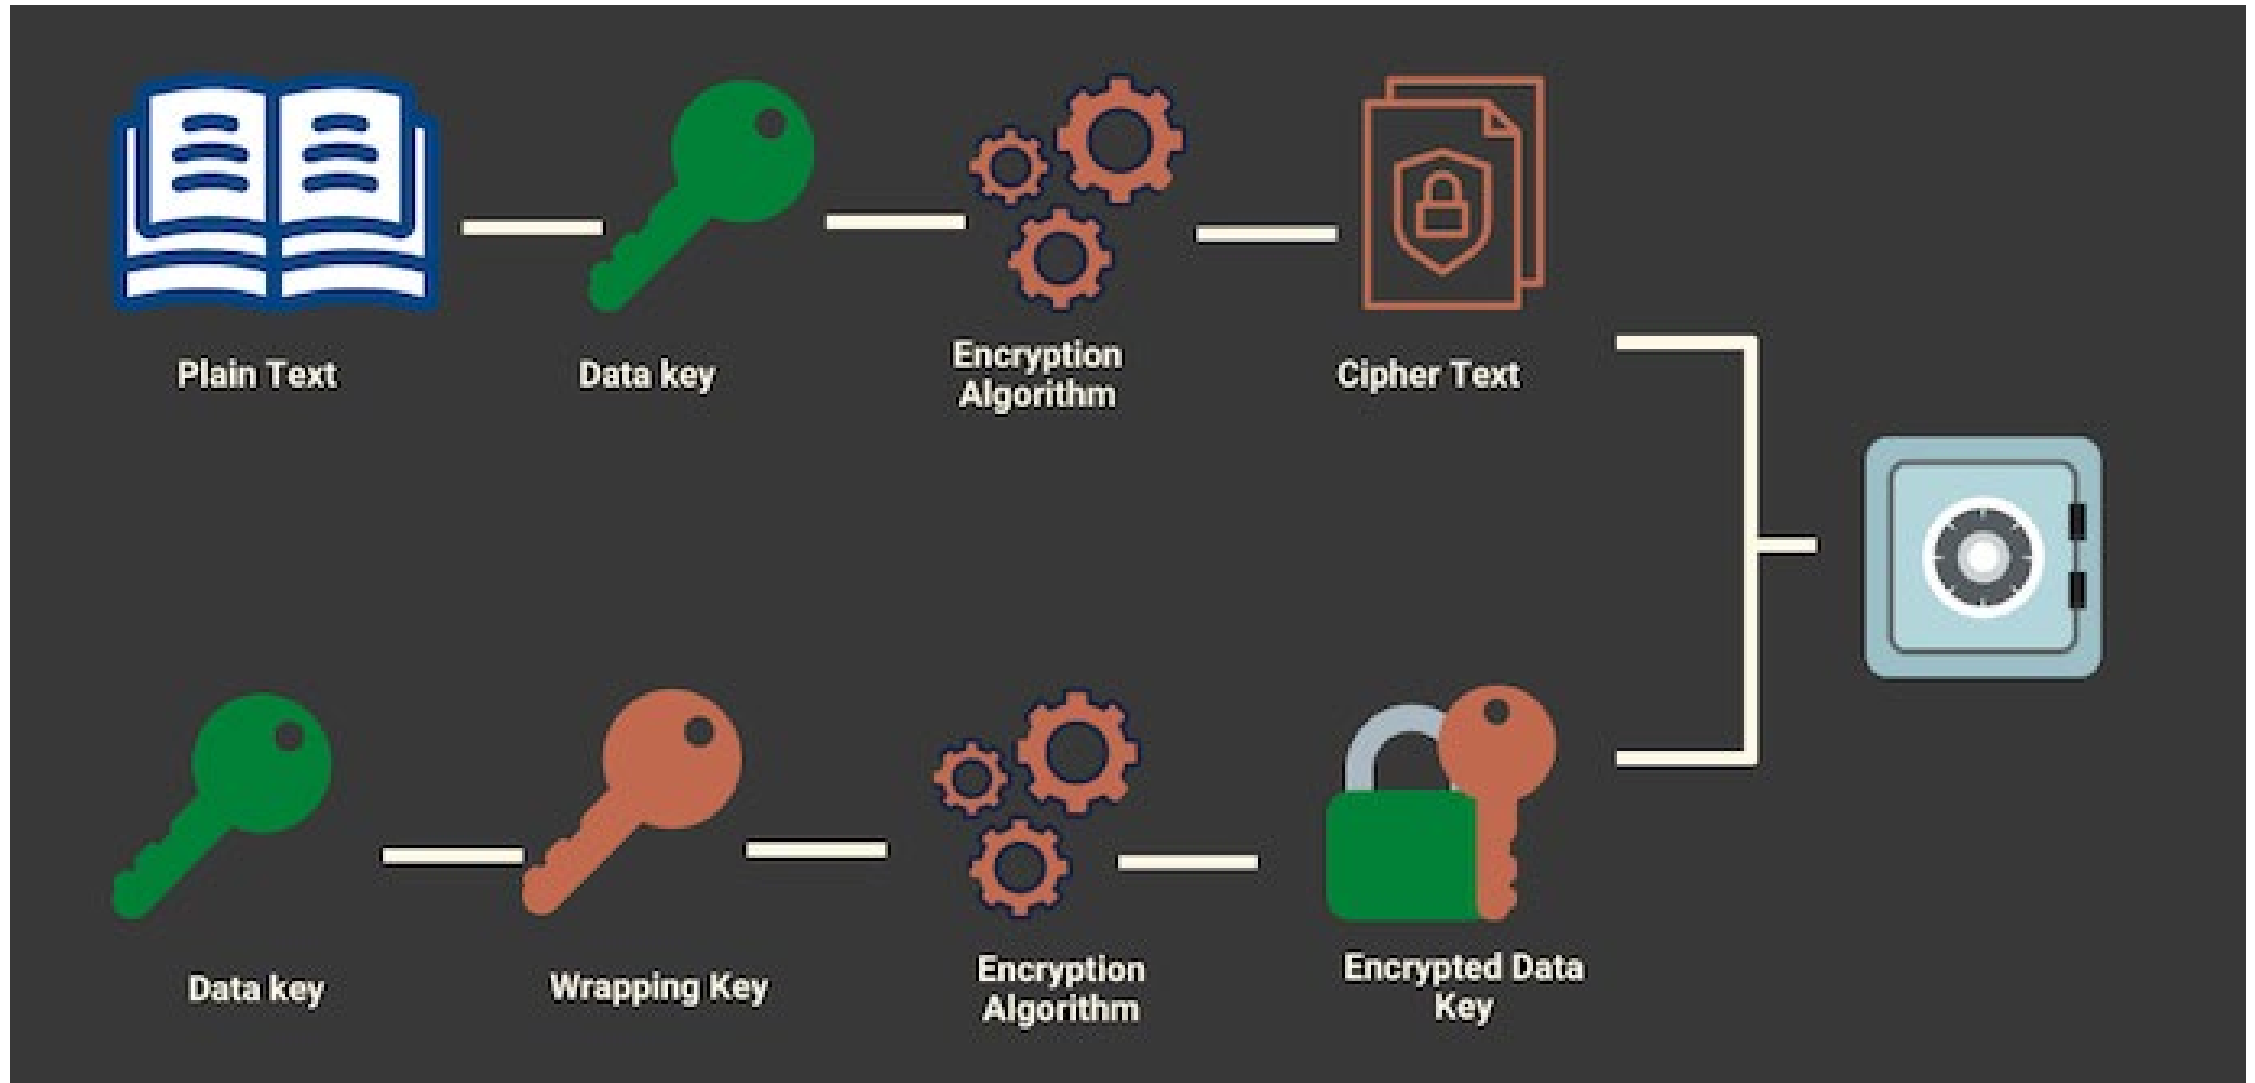 Plain Text
Data key
Encryption
Algorithm
Cipher Text
Data key
Wrapping Key
Encryption
Algorithm
Encrypted Data
Key